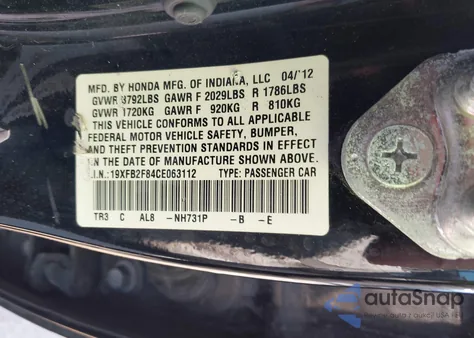 MFD. BY HONDA MFG. OF INDIANA, LLC 04/'12
GVWR 3792LBS GAWR F 2029LBS R 1786LBS
GVWR 1720KG GAWR F 920KG R 810KG
THIS VEHICLE CONFORMS TO ALL APPLICABLE
FEDERAL MOTOR VEHICLE SAFETY, BUMPER,
AND THEFT PREVENTION STANDARDS IN EFFECT
ON THE DATE OF MANUFACTURE SHOWN ABOVE.
19XFB2F84CE063112 TYPE: PASSENGER CAR
TR3 C AL8 -NH731P -B -E
autoSnap